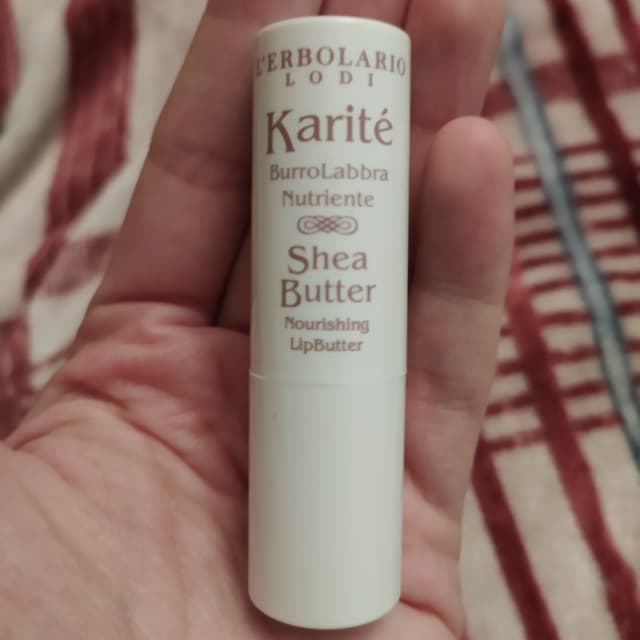 L'ERBOLARIO
LODI
Karité
BurroLabbra
Nutriente
Shea
Butter
Nourishing
LipButter